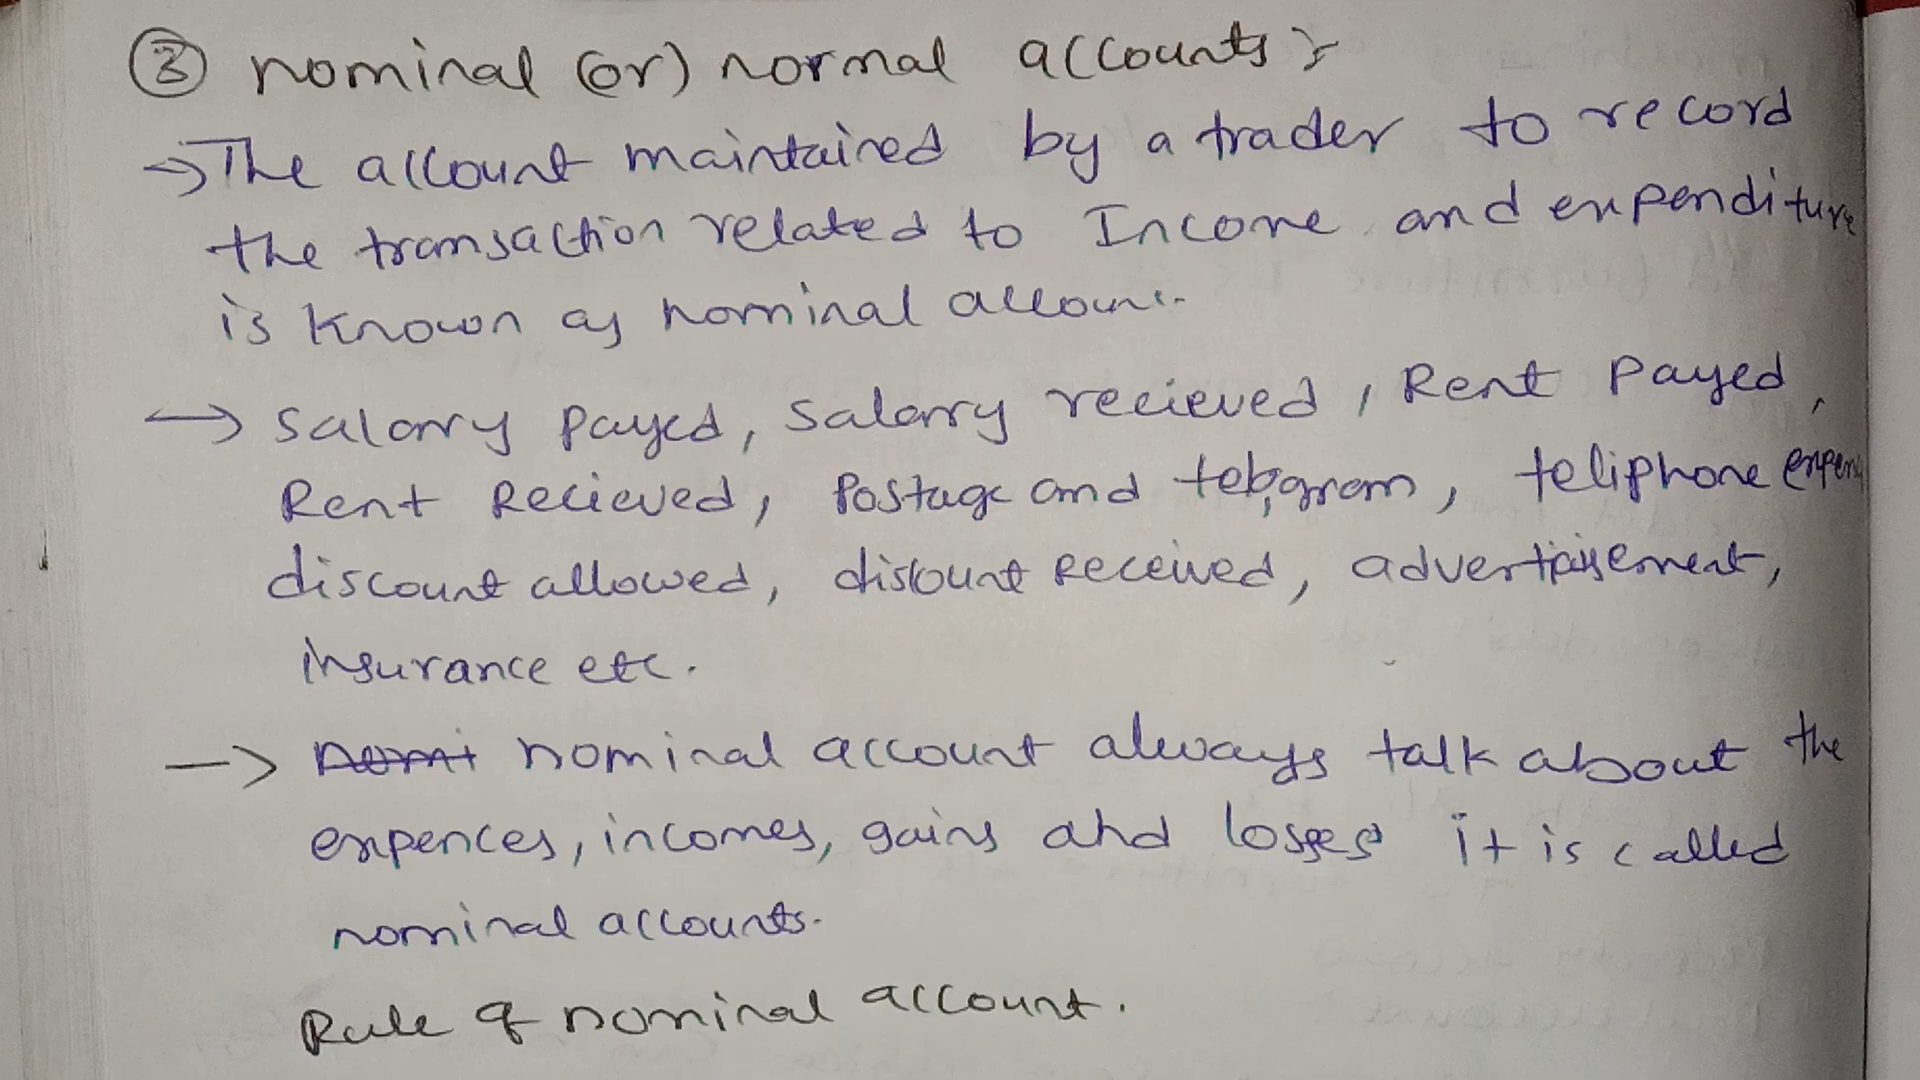 ③ nominal (or) normal accounts :-
→ The account maintained by a trader to record
the transaction related to Income and expenditure
is known as nominal accoun
→ salary payed, salary recieved, Rent Payed,
Rent Recieved, Postage and telegram, teliphone expen
discount allowed, discount received, advertisement,
insurance etc.
→ nomi nominal account always talk about the
expences, incomes, gains and losses it is called
nominal accounts.
Rule of nominal account.